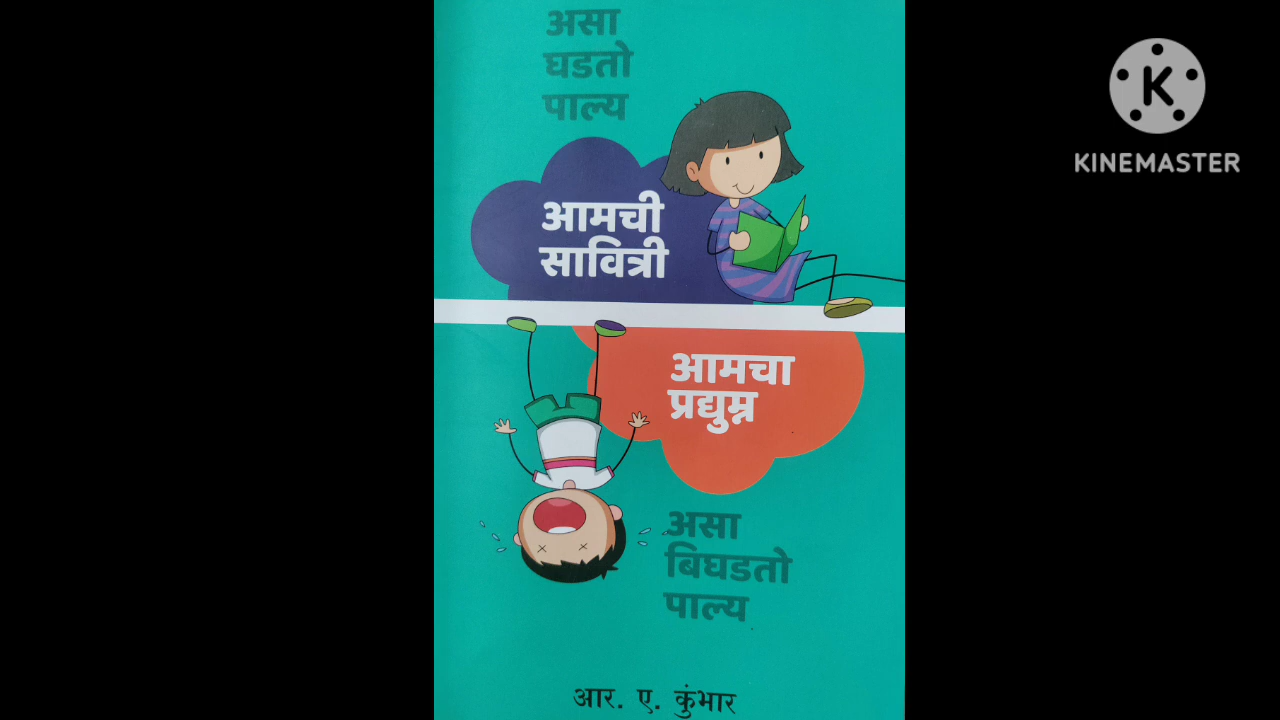 असा
घडतो
पाल्य
आमची
सावित्री
आमचा
प्रद्युम्न
असा
बिघडतो
पाल्य
आर. ए. कुंभार
KINEMASTER